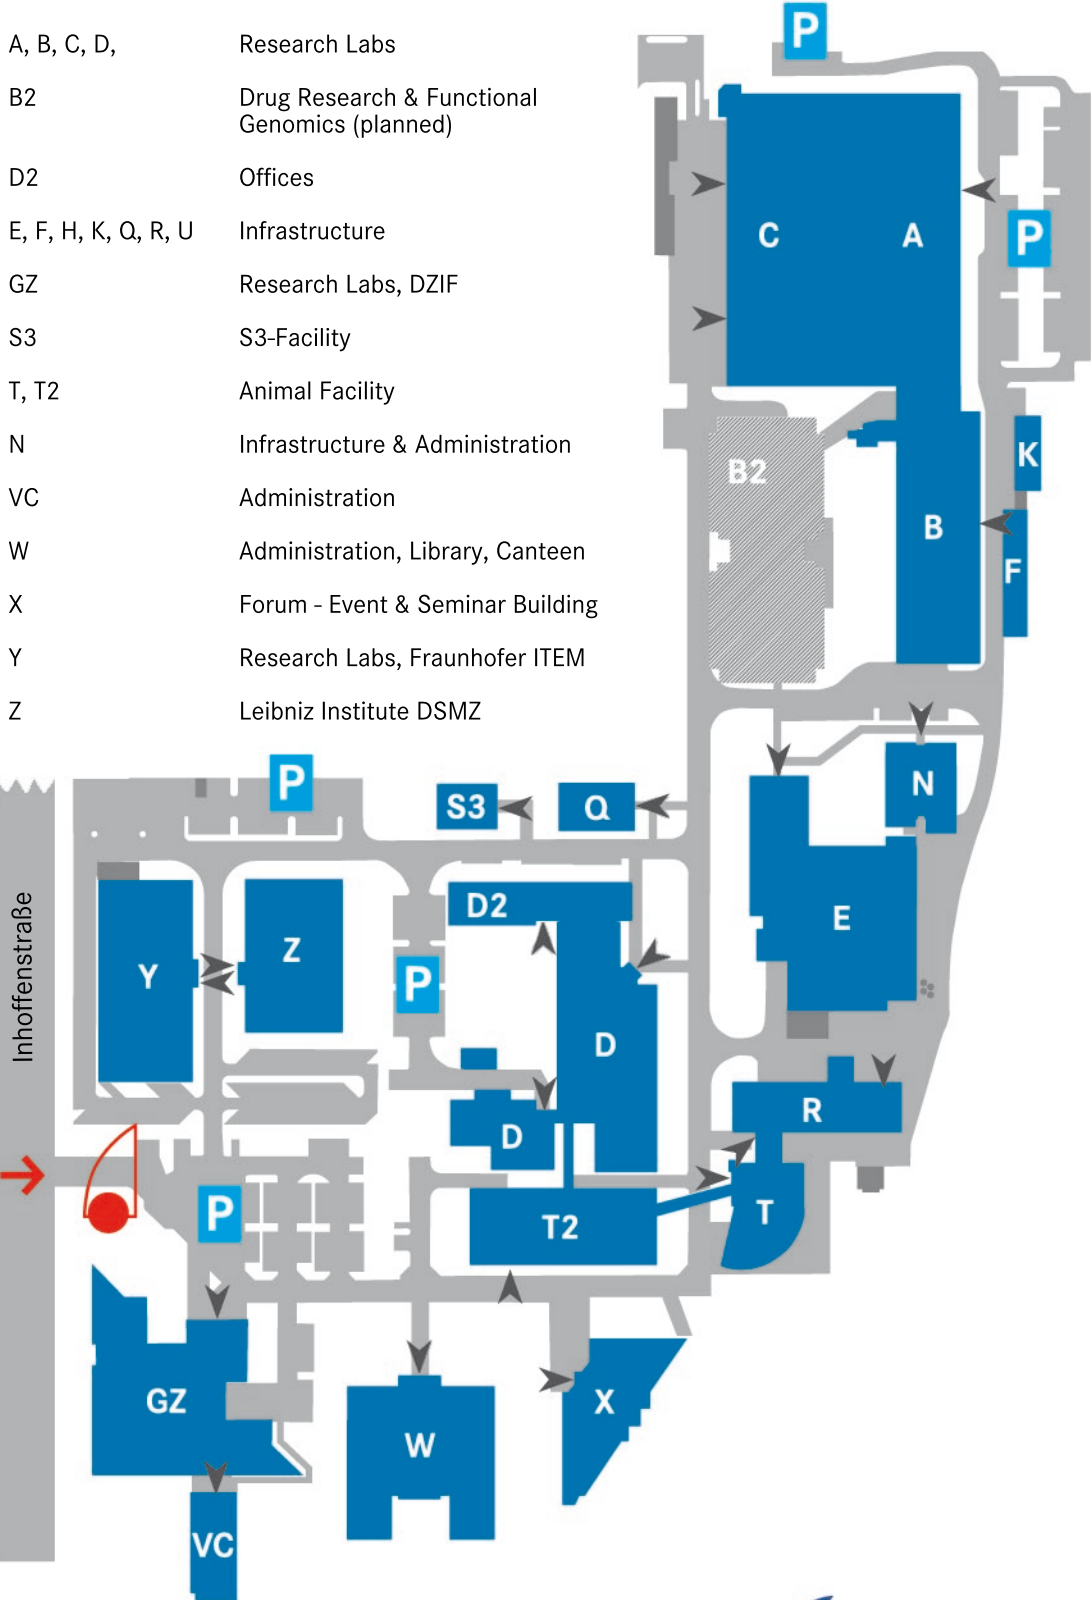 A, B, C, D, Research Labs
B2 Drug Research & Functional
Genomics (planned)
D2 Offices
E, F, H, K, Q, R, U Infrastructure
GZ Research Labs, DZIF
S3 S3-Facility
T, T2 Animal Facility
N Infrastructure & Administration
VC Administration
W Administration, Library, Canteen
X Forum - Event & Seminar Building
Y Research Labs, Fraunhofer ITEM
Z Leibniz Institute DSMZ
P
C A
P
K
B2
B
F
N
P
S3 Q
D2
E
Z
Y
P
D
Inhoffenstraße
R
D
P
T
T2
GZ
X
W
VC